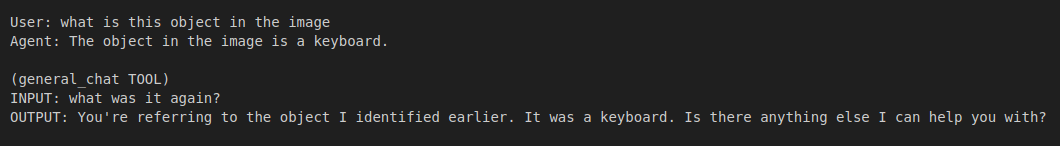 User: what is this object in the image
Agent: The object in the image is a keyboard.
(general_chat TOOL)
INPUT: what was it again?
OUTPUT: You're referring to the object I identified earlier. It was a keyboard. Is there anything else I can help you with?